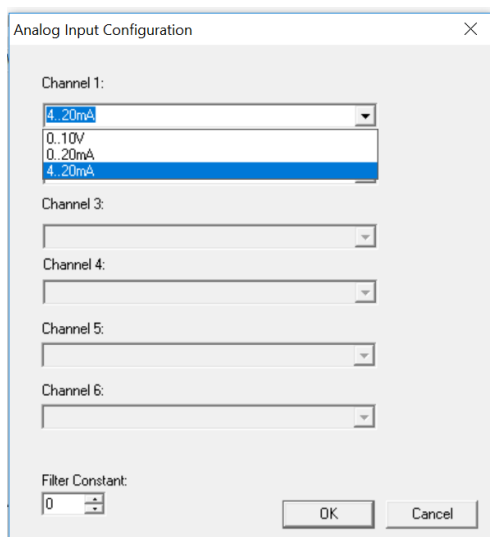 Analog Input Configuration
Channel 1:
4..20mA
0..10V
0..20mA
4..20mA
Channel 3:
Channel 4:
Channel 5:
Channel 6:
Filter Constant:
0
OK
Cancel